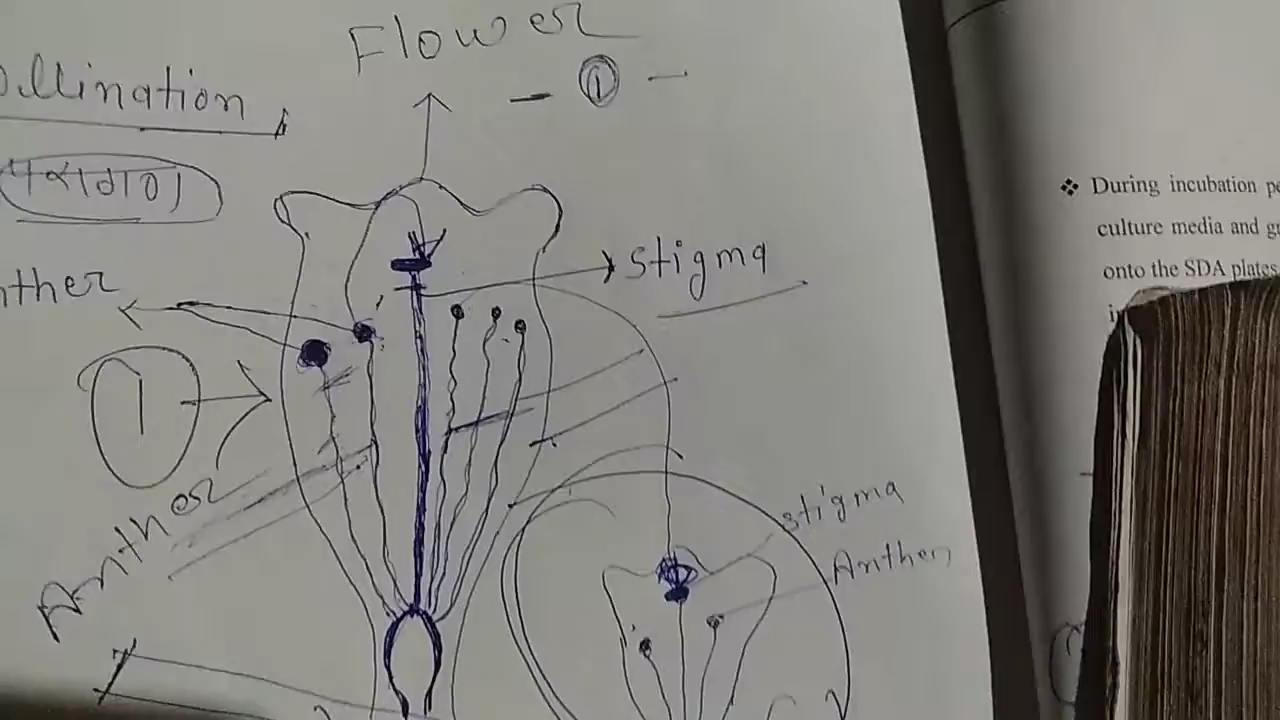 Flower
ollination
- ① -
परागण
stigma
nther
1
Anther
stigma
Anther
❖ During incubation pe
culture media and g
onto the SDA plates